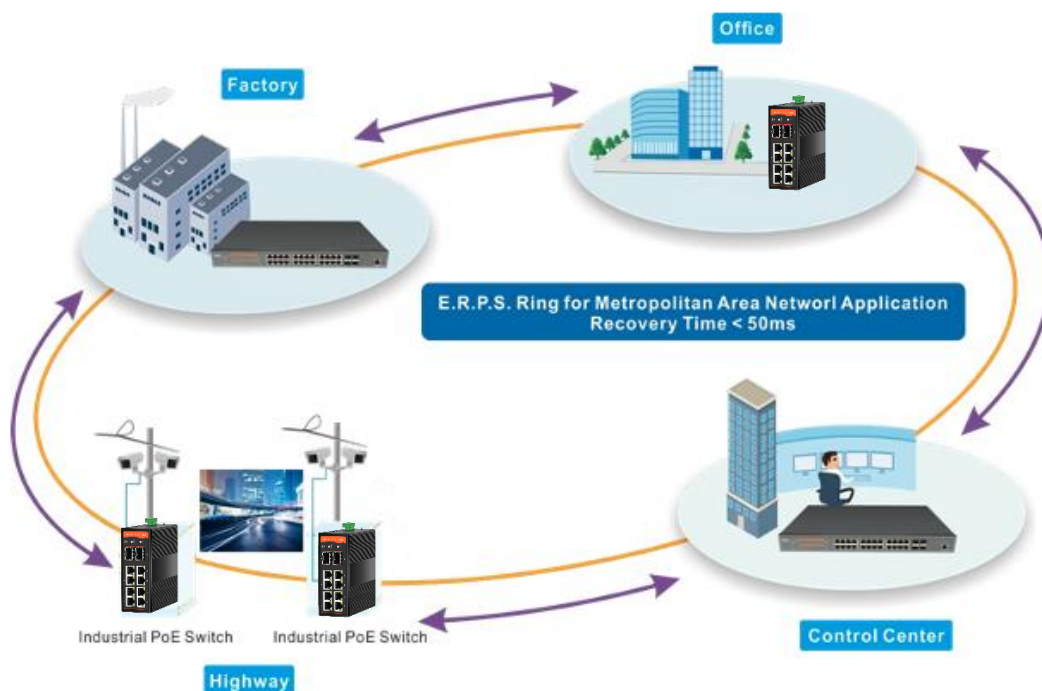 Office
Factory
E.R.P.S. Ring for Metropolitan Area Networl Application
Recovery Time < 50ms
Industrial PoE Switch
Industrial PoE Switch
Control Center
Highway